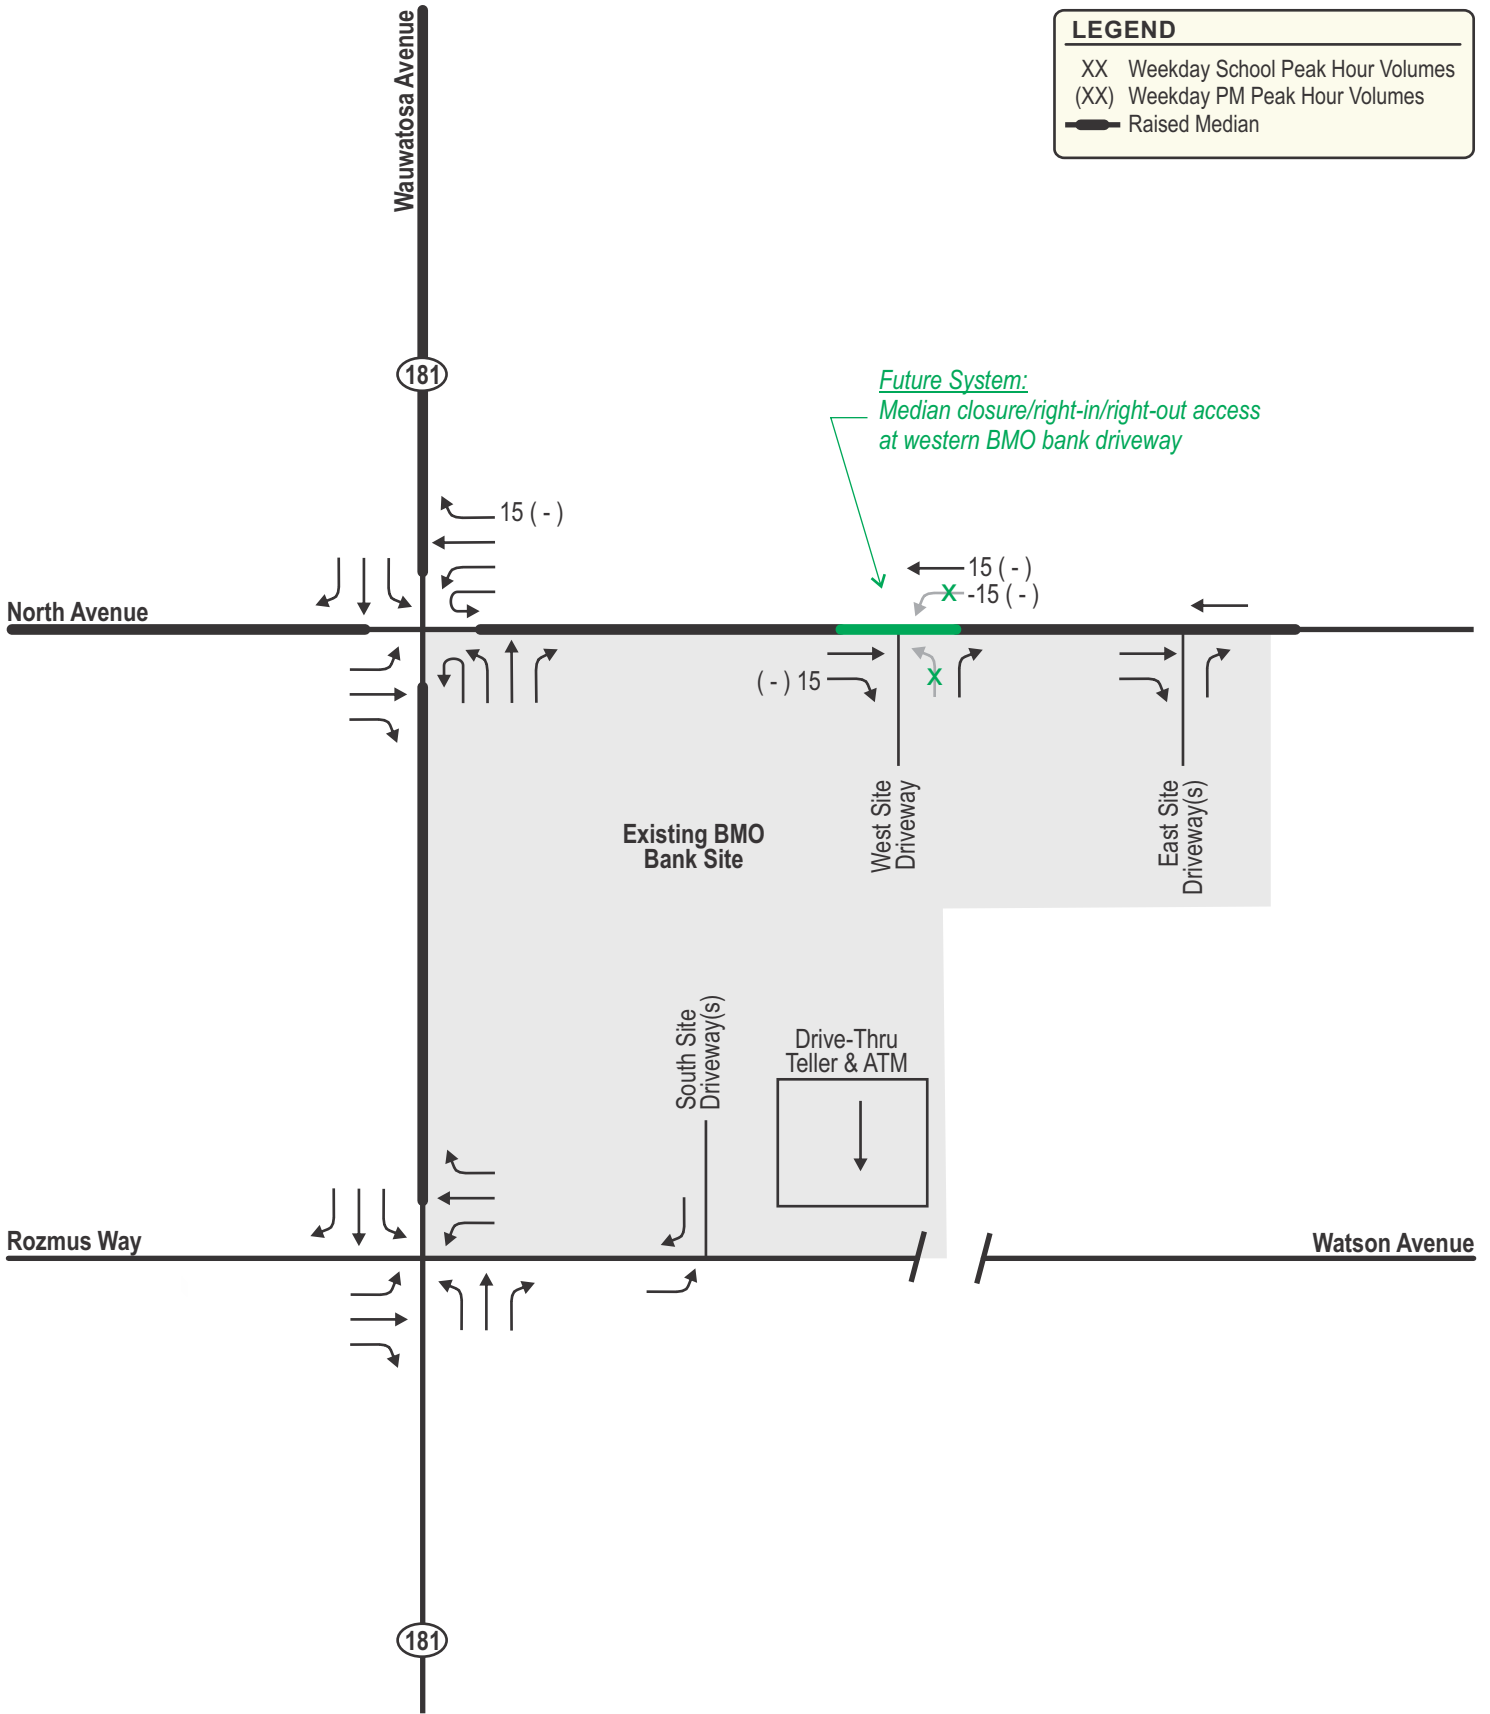 LEGEND
XX Weekday School Peak Hour Volumes
(XX) Weekday PM Peak Hour Volumes
Raised Median
Wauwatosa Avenue
181
Future System:
Median closure/right-in/right-out access
at western BMO bank driveway
15 ( - )
15 ( - )
X -15 ( - )
North Avenue
( - ) 15
X
West Site
Driveway
East Site
Driveway(s)
Existing BMO
Bank Site
South Site
Driveway(s)
Drive-Thru
Teller & ATM
Rozmus Way
Watson Avenue
181